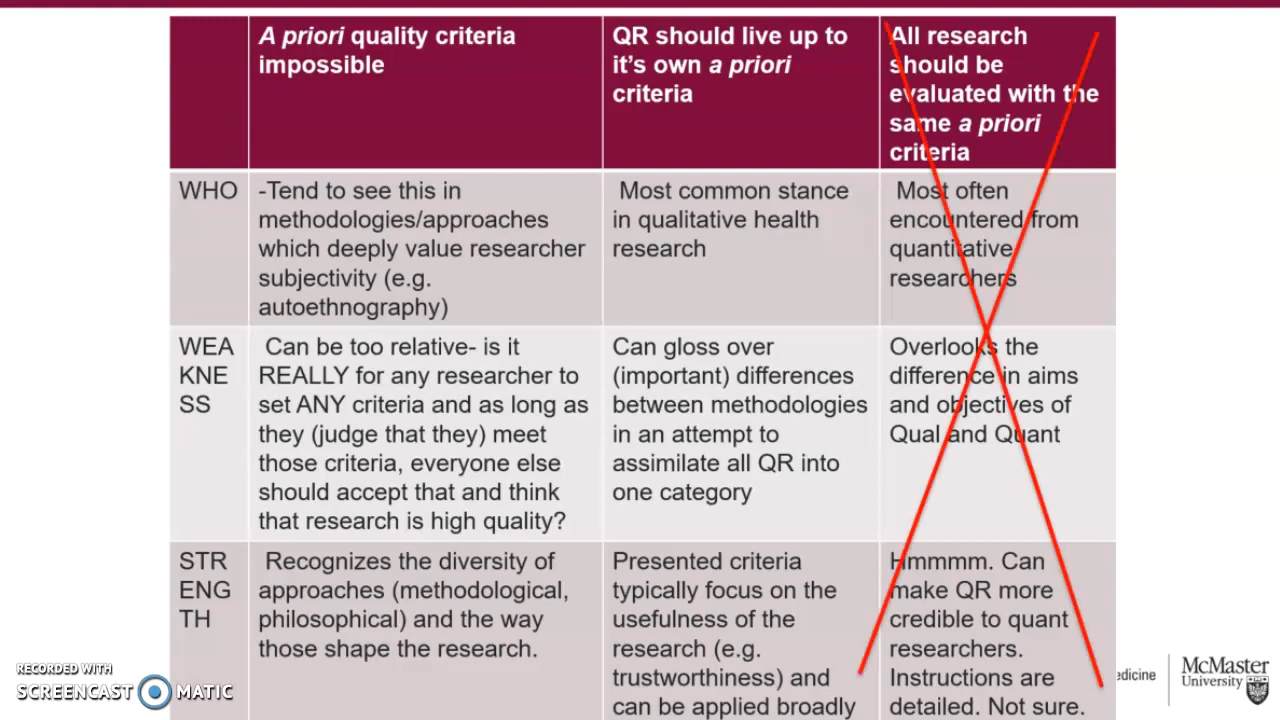 A priori quality criteria
impossible
QR should live up to
it's own a priori
criteria
All research
should be
evaluated with the
same a priori
criteria
WHO
-Tend to see this in
methodologies/approaches
which deeply value researcher
subjectivity (e.g.
autoethnography)
Most common stance
in qualitative health
research
Most often
encountered from
quantitative
researchers
WEA
KNE
SS
Can be too relative- is it
REALLY for any researcher to
set ANY criteria and as long as
they (judge that they) meet
those criteria, everyone else
should accept that and think
that research is high quality?
Can gloss over
(important) differences
between methodologies
in an attempt to
assimilate all QR into
one category
Overlooks the
difference in aims
and objectives of
Qual and Quant
STR
ENG
TH
Recognizes the diversity of
approaches (methodological,
philosophical) and the way
those shape the research.
Presented criteria
typically focus on the
usefulness of the
research (e.g.
trustworthiness) and
can be applied broadly
Hmmmm. Can
make QR more
credible to quant
researchers.
Instructions are
detailed. Not sure.
RECORDED WITH
SCREENCAST MATIC
edicine
McMaster
University